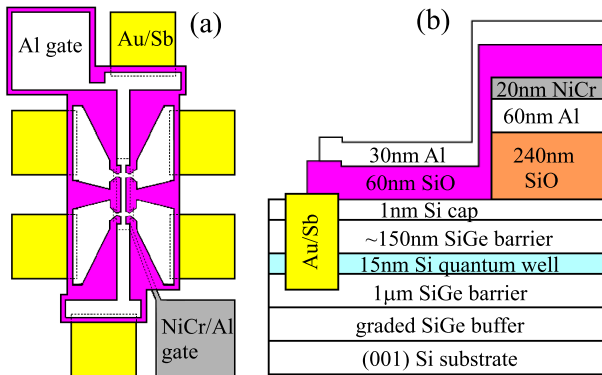 Al gate
Au/Sb
(a)
NiCr/Al
gate
(b)
20nm NiCr
60nm Al
240nm
SiO
30nm Al
60nm SiO
Au/Sb
1nm Si cap
~150nm SiGe barrier
15nm Si quantum well
1μm SiGe barrier
graded SiGe buffer
(001) Si substrate